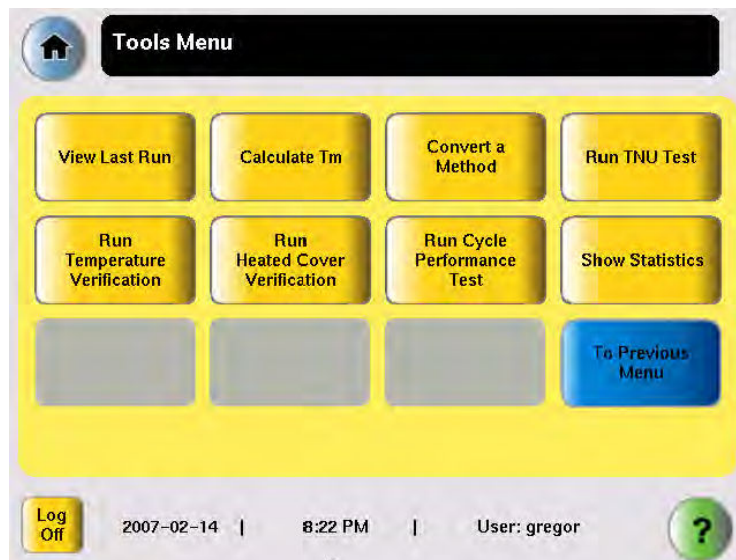 Tools Menu
View Last Run
Calculate Tm
Convert a
Method
Run TNU Test
Run
Temperature
Verification
Run
Heated Cover
Verification
Run Cycle
Performance
Test
Show Statistics
To Previous
Menu
Log
Off
2007-02-14 | 8:22 PM | User: gregor
?